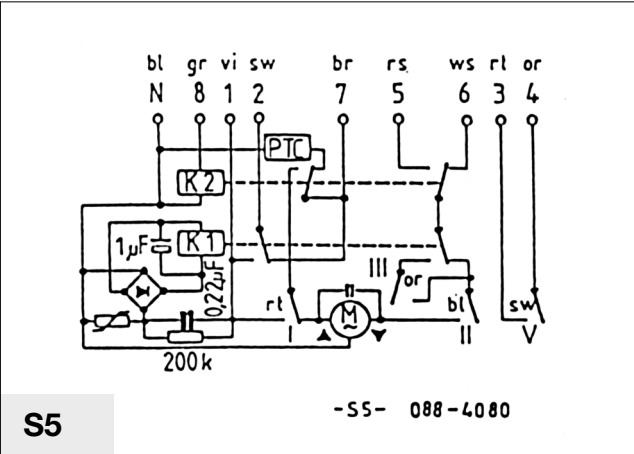 bl gr vi sw br rs ws rt or
N 8 1 2 7 5 6 3 4
PTC
K2
1µF K1
0,22µF
III or
rt bl sw
I M II V
200k
-S5- 088-4080
S5